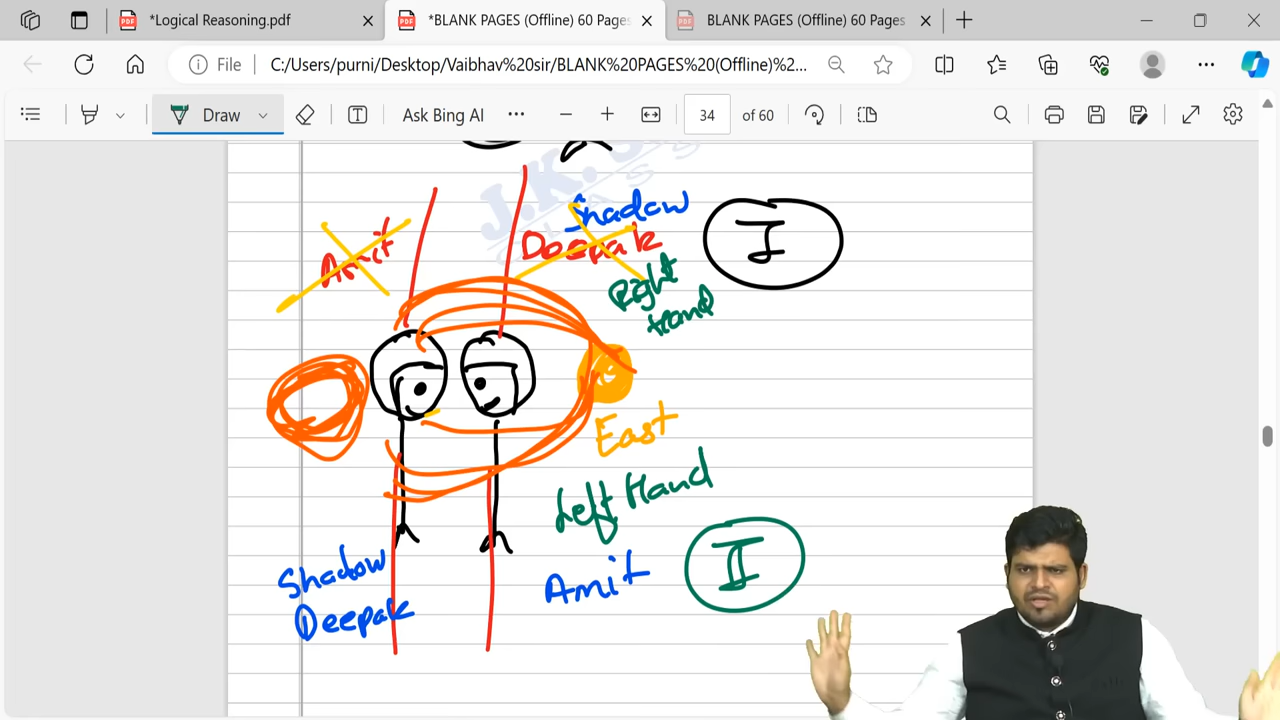 *Logical Reasoning.pdf
*BLANK PAGES (Offline) 60 Pages
BLANK PAGES (Offline) 60 Pages
File
C:/Users/purni/Desktop/Vaibhav%20sir/BLANK%20PAGES%20(Offline)%2...
Draw
Ask Bing AI
34
of 60
J.K. S
Shadow
Amit
Deepak
I
Right
Hand
East
Left Hand
Shadow
Deepak
Amit
II